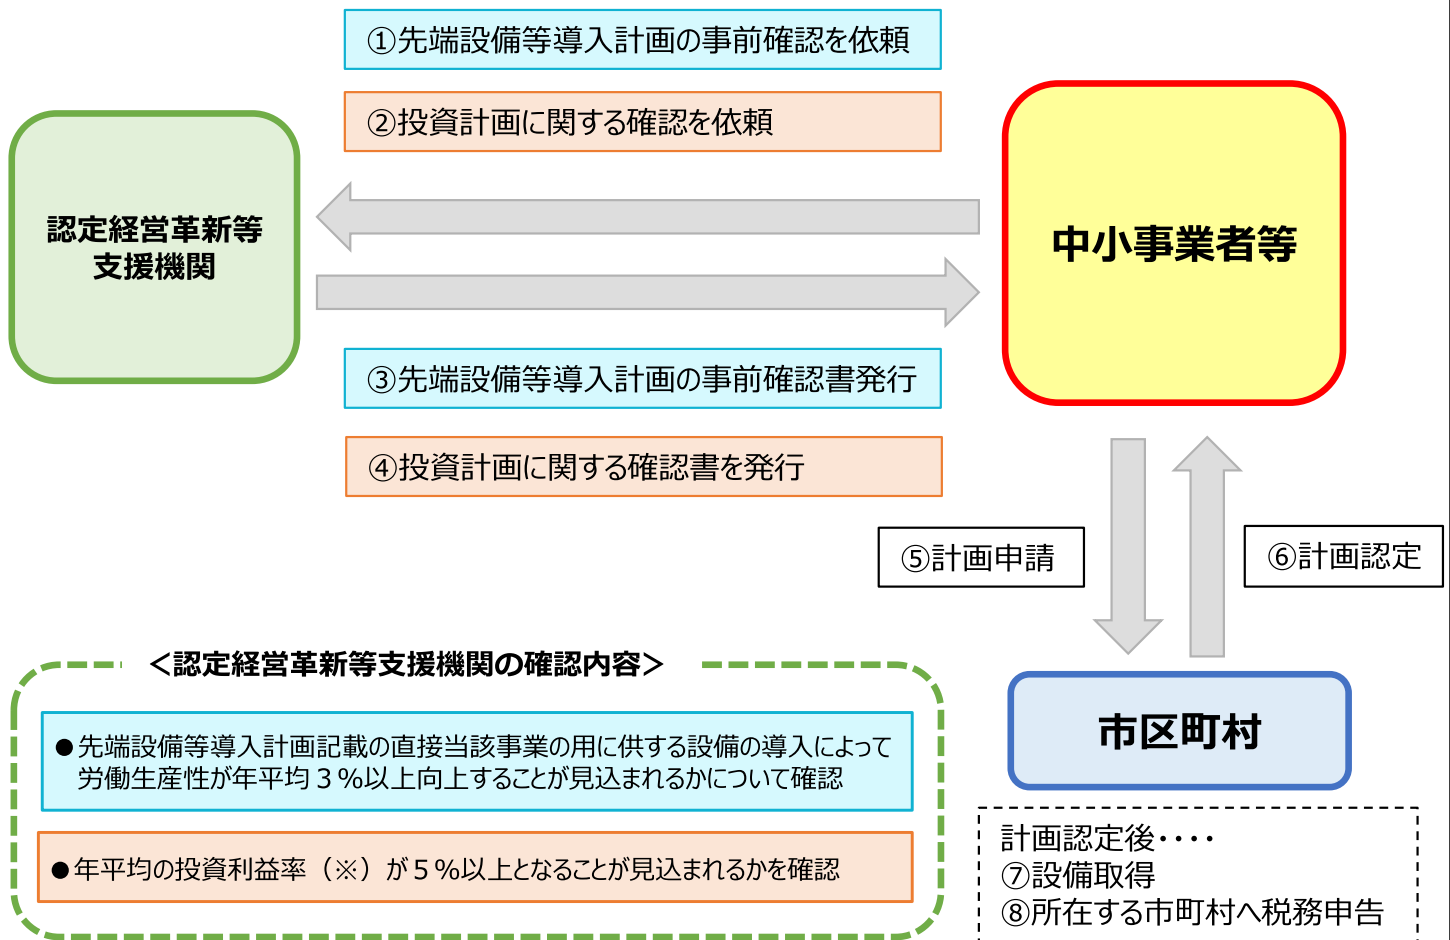 ①先端設備等導入計画の事前確認を依頼
②投資計画に関する確認を依頼
認定経営革新等
支援機関
中小事業者等
③先端設備等導入計画の事前確認書発行
④投資計画に関する確認書を発行
⑤計画申請
⑥計画認定
＜認定経営革新等支援機関の確認内容＞
●先端設備等導入計画記載の直接当該事業の用に供する設備の導入によって
労働生産性が年平均３％以上向上することが見込まれるかについて確認
●年平均の投資利益率（※）が５％以上となることが見込まれるかを確認
市区町村
計画認定後・・・・
⑦設備取得
⑧所在する市町村へ税務申告